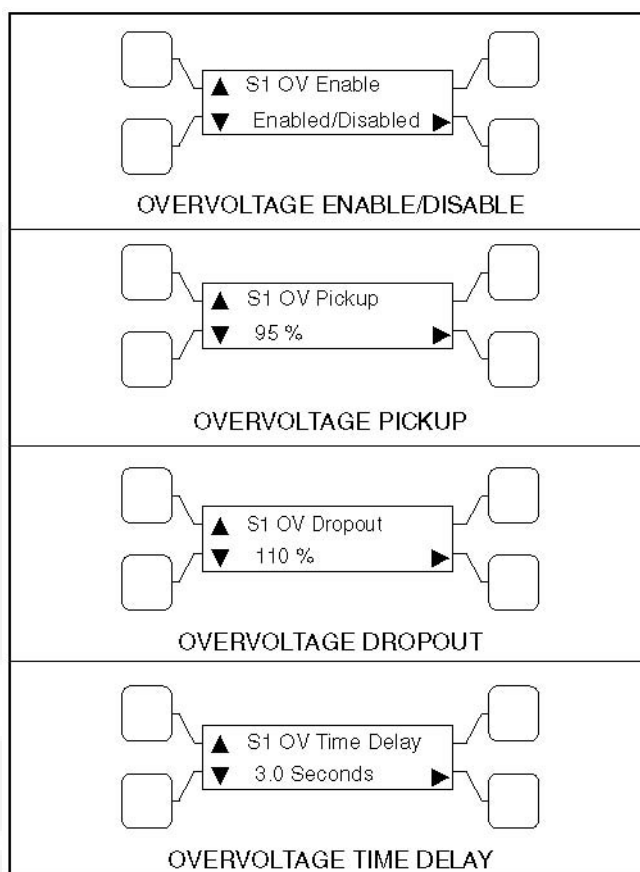 ▲ S1 OV Enable
▼ Enabled/Disabled ▶
OVERVOLTAGE ENABLE/DISABLE
▲ S1 OV Pickup
▼ 95 % ▶
OVERVOLTAGE PICKUP
▲ S1 OV Dropout
▼ 110 % ▶
OVERVOLTAGE DROPOUT
▲ S1 OV Time Delay
▼ 3.0 Seconds ▶
OVERVOLTAGE TIME DELAY